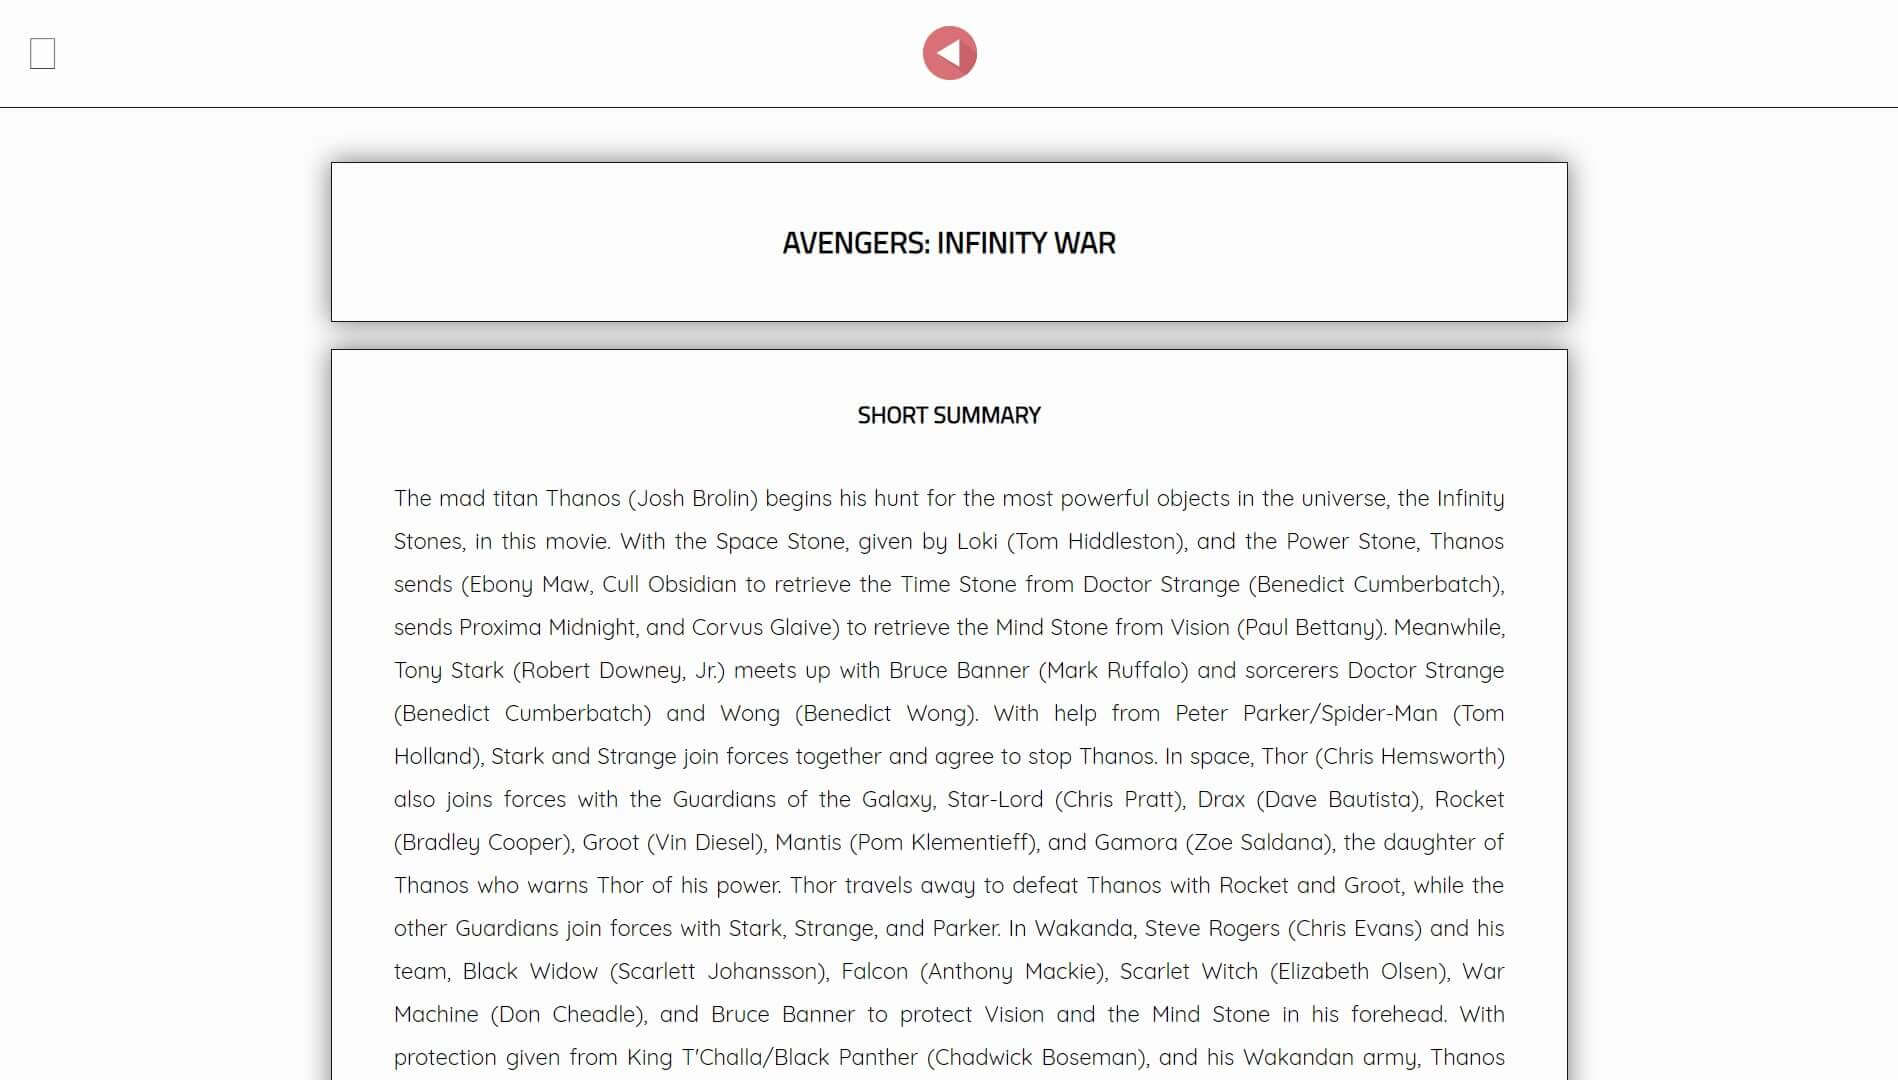 AVENGERS: INFINITY WAR
SHORT SUMMARY
The mad titan Thanos (Josh Brolin) begins his hunt for the most powerful objects in the universe, the Infinity
Stones, in this movie. With the Space Stone, given by Loki (Tom Hiddleston), and the Power Stone, Thanos
sends (Ebony Maw, Cull Obsidian to retrieve the Time Stone from Doctor Strange (Benedict Cumberbatch),
sends Proxima Midnight, and Corvus Glaive) to retrieve the Mind Stone from Vision (Paul Bettany). Meanwhile,
Tony Stark (Robert Downey, Jr.) meets up with Bruce Banner (Mark Ruffalo) and sorcerers Doctor Strange
(Benedict Cumberbatch) and Wong (Benedict Wong). With help from Peter Parker/Spider-Man (Tom
Holland), Stark and Strange join forces together and agree to stop Thanos. In space, Thor (Chris Hemsworth)
also joins forces with the Guardians of the Galaxy, Star-Lord (Chris Pratt), Drax (Dave Bautista), Rocket
(Bradley Cooper), Groot (Vin Diesel), Mantis (Pom Klementieff), and Gamora (Zoe Saldana), the daughter of
Thanos who warns Thor of his power. Thor travels away to defeat Thanos with Rocket and Groot, while the
other Guardians join forces with Stark, Strange, and Parker. In Wakanda, Steve Rogers (Chris Evans) and his
team, Black Widow (Scarlett Johansson), Falcon (Anthony Mackie), Scarlet Witch (Elizabeth Olsen), War
Machine (Don Cheadle), and Bruce Banner to protect Vision and the Mind Stone in his forehead. With
protection given from King T'Challa/Black Panther (Chadwick Boseman), and his Wakandan army, Thanos